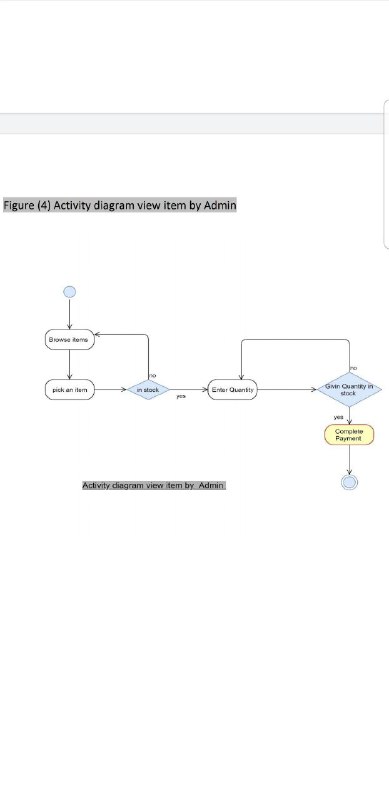 Figure (4) Activity diagram view item by Admin
Browse items
pick an item
no
in stock
yes
Enter Quantity
no
Givin Quantity in
stock
yes
Complete
Payment
Activity diagram view item by Admin